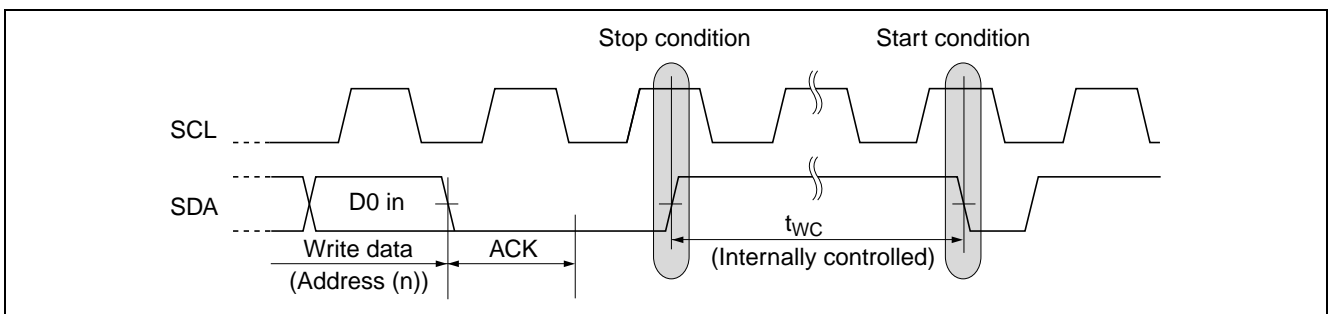 Stop condition
Start condition
SCL
SDA
D0 in
Write data
(Address (n))
ACK
tWC
(Internally controlled)